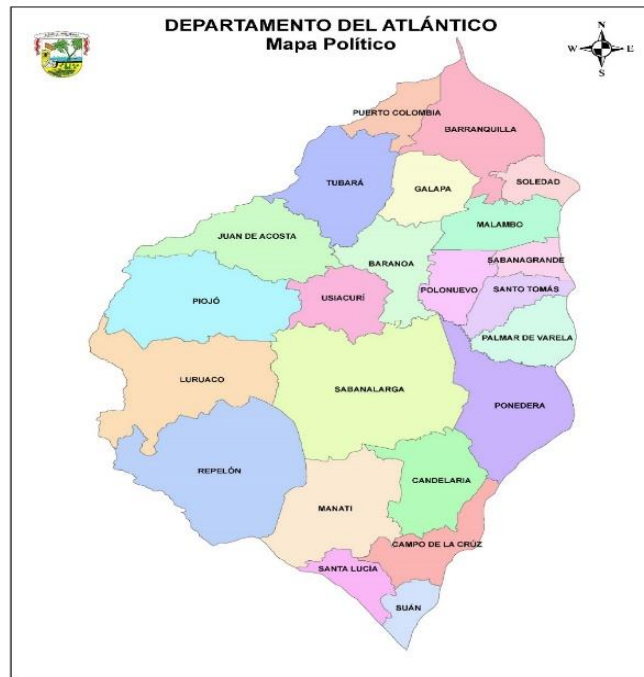 DEPARTAMENTO DEL ATLÁNTICO
Mapa Político
N
W
E
S
PUERTO COLOMBIA
BARRANQUILLA
TUBARÁ
GALAPA
SOLEDAD
MALAMBO
JUAN DE ACOSTA
BARANOA
SABANAGRANDE
POLONUEVO
SANTO TOMÁS
PIOJÓ
USIACURÍ
PALMAR DE VARELA
LURUACO
SABANALARGA
PONEDERA
REPELÓN
CANDELARIA
MANATI
CAMPO DE LA CRÚZ
SANTA LUCÍA
SUÁN